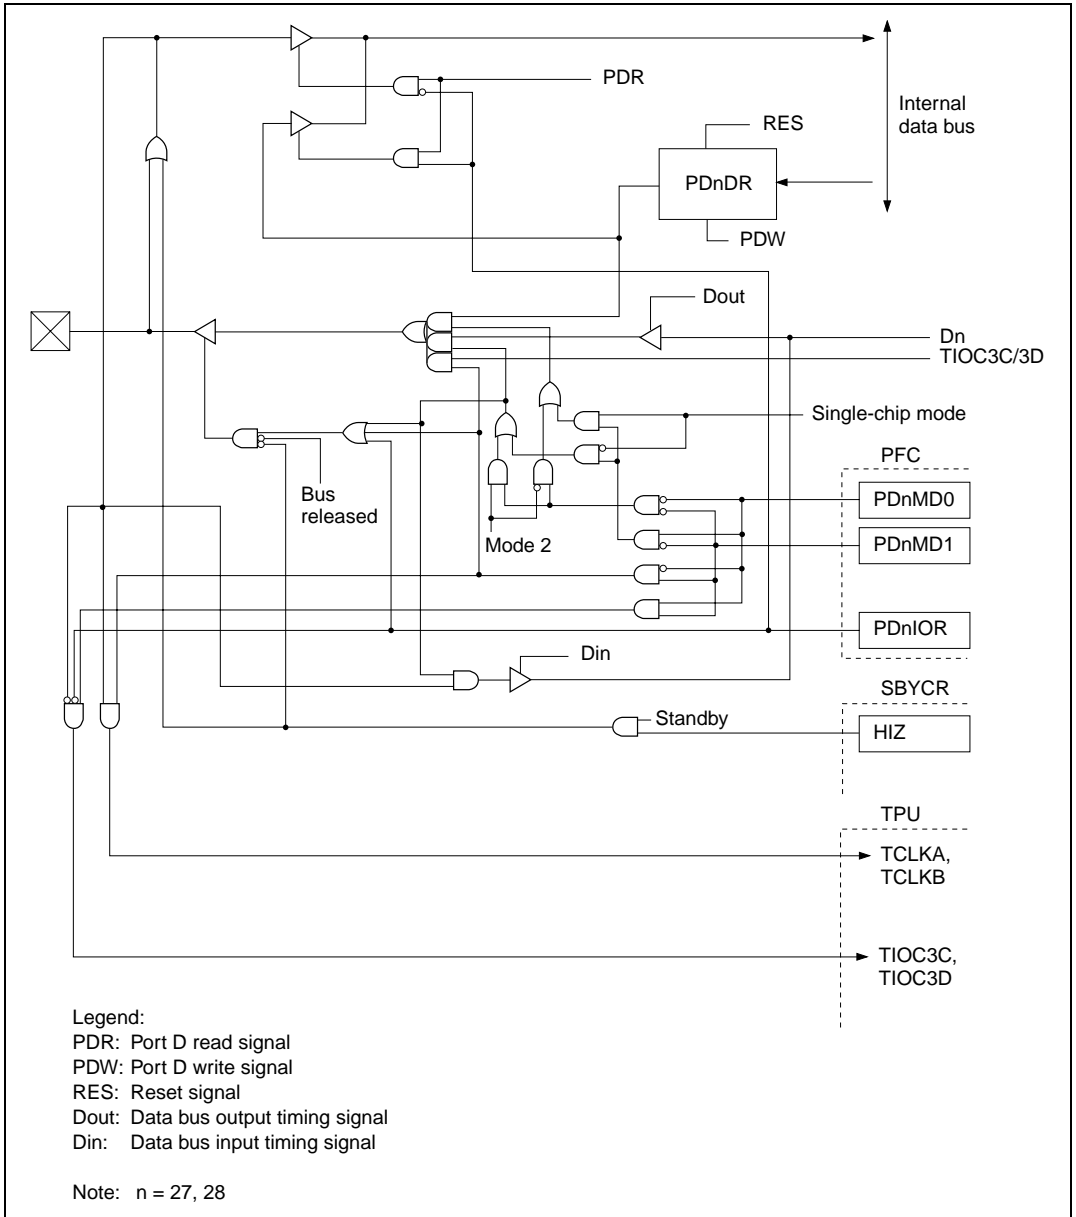 PDR
Internal
data bus
RES
PDnDR
PDW
Dout
Dn
TIOC3C/3D
Single-chip mode
PFC
Bus
released
PDnMD0
Mode 2
PDnMD1
PDnIOR
Din
SBYCR
Standby
HIZ
TPU
TCLKA,
TCLKB
TIOC3C,
TIOC3D
Legend:
PDR: Port D read signal
PDW: Port D write signal
RES: Reset signal
Dout: Data bus output timing signal
Din: Data bus input timing signal
Note: n = 27, 28